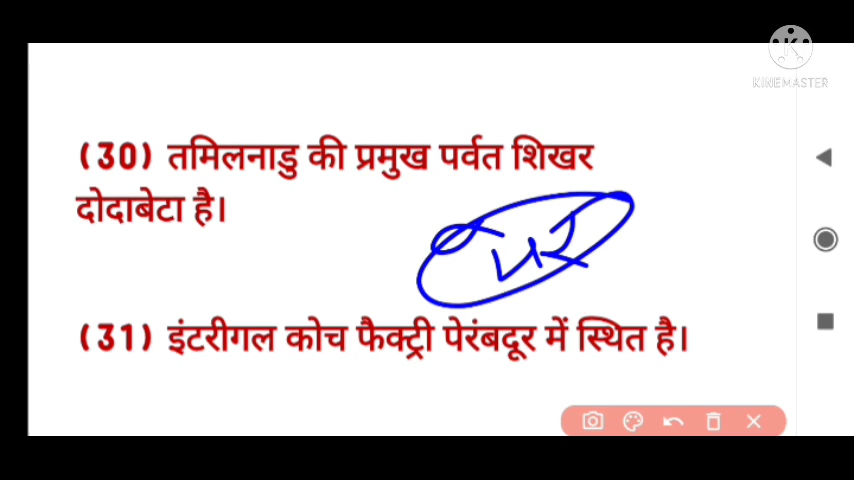 KINEMASTER
(30) तमिलनाडु की प्रमुख पर्वत शिखर
दोदाबेटा है।
(31) इंटरीगल कोच फैक्ट्री पेरंबदूर में स्थित है।